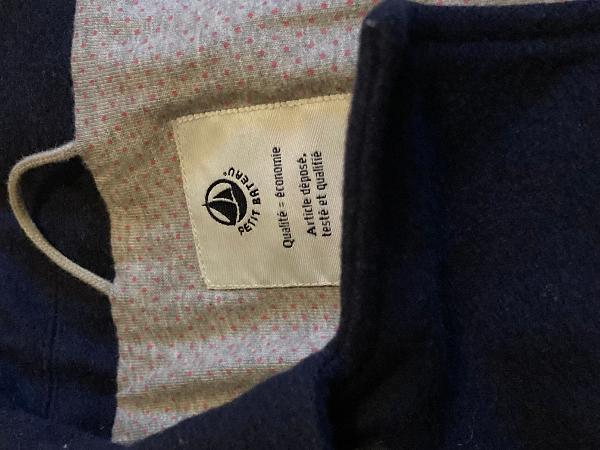 PETIT BATEAU®
Qualité = économie
Article déposé,
testé et qualifié